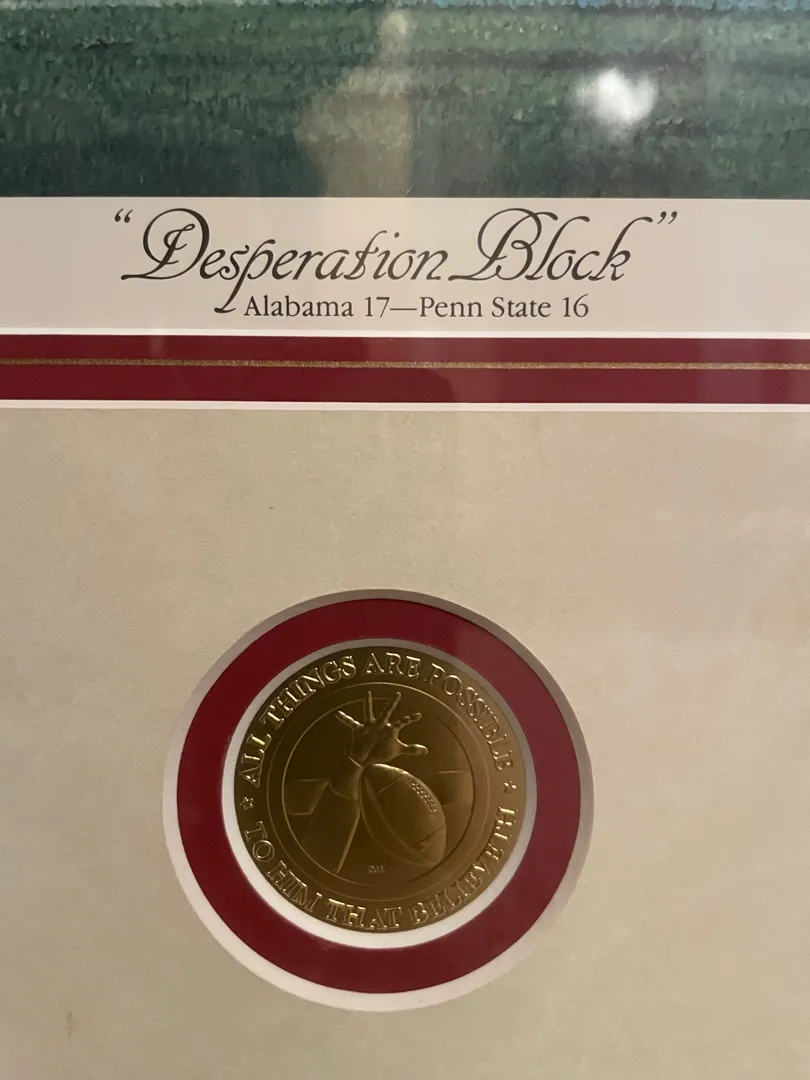 “Desperation Block”
Alabama 17—Penn State 16
ALL THINGS ARE POSSIBLE
TO HIM THAT BELIEVETH